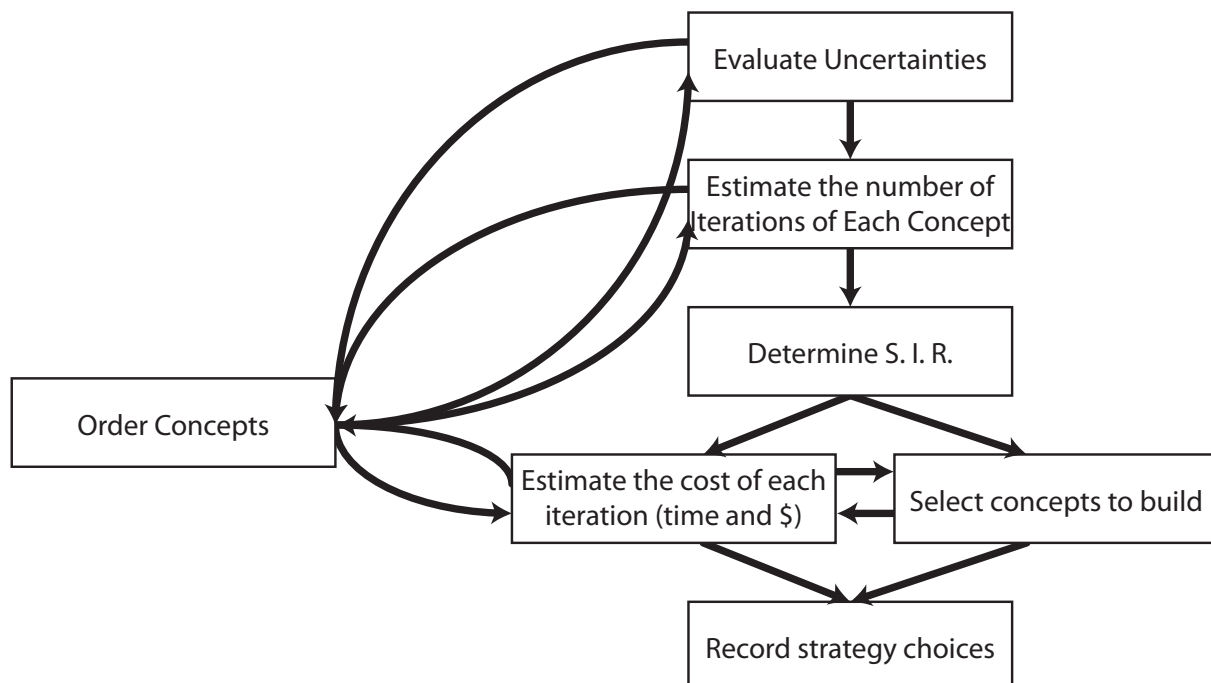 Evaluate Uncertainties
Estimate the number of
Iterations of Each Concept
Determine S. I. R.
Order Concepts
Estimate the cost of each
iteration (time and $)
Select concepts to build
Record strategy choices